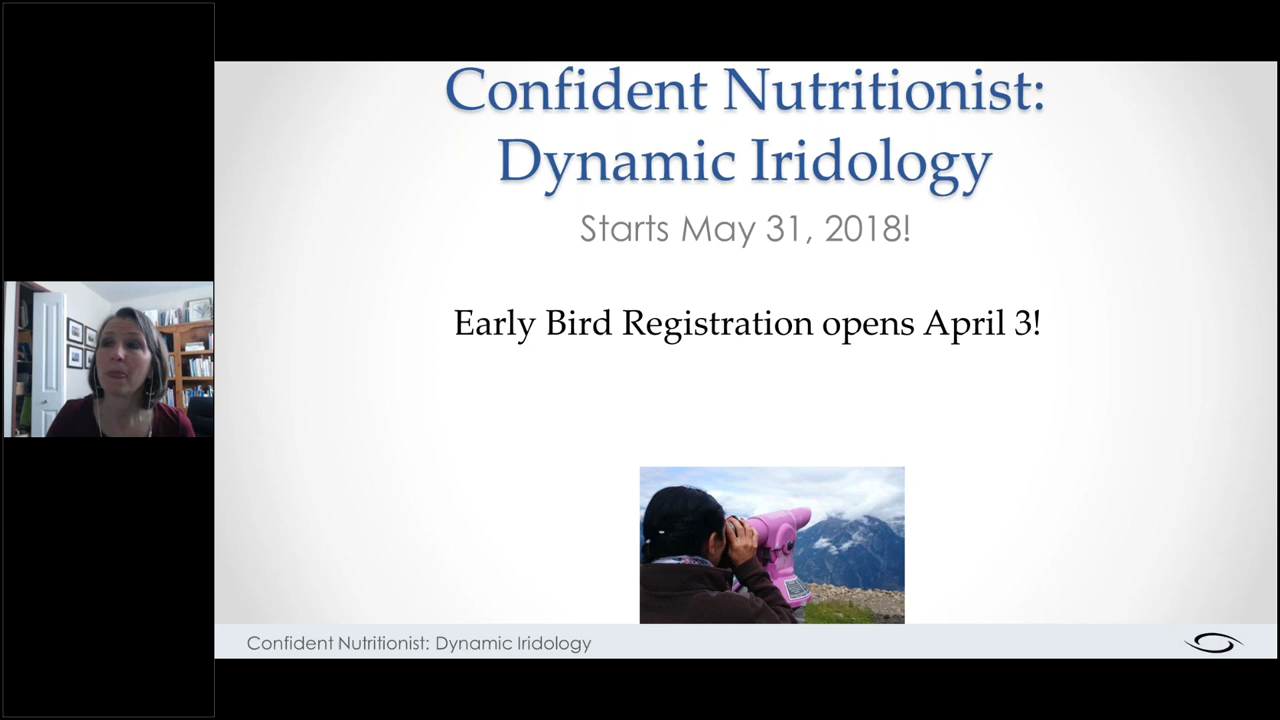 Confident Nutritionist:
Dynamic Iridology
Starts May 31, 2018!
Early Bird Registration opens April 3!
Confident Nutritionist: Dynamic Iridology